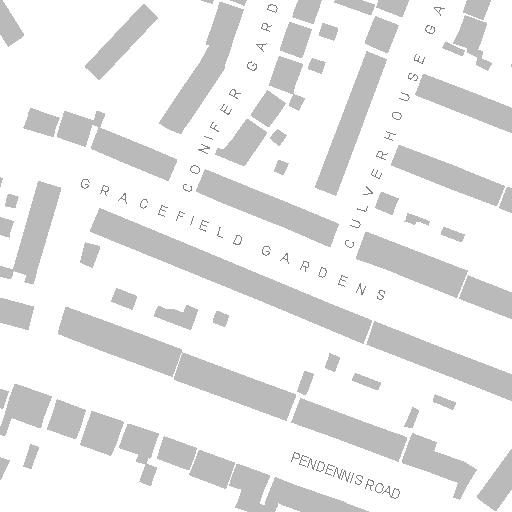 CONIFER GARD
CULVERHOUSE GA
GRACEFIELD GARDENS
PENDENNIS ROAD